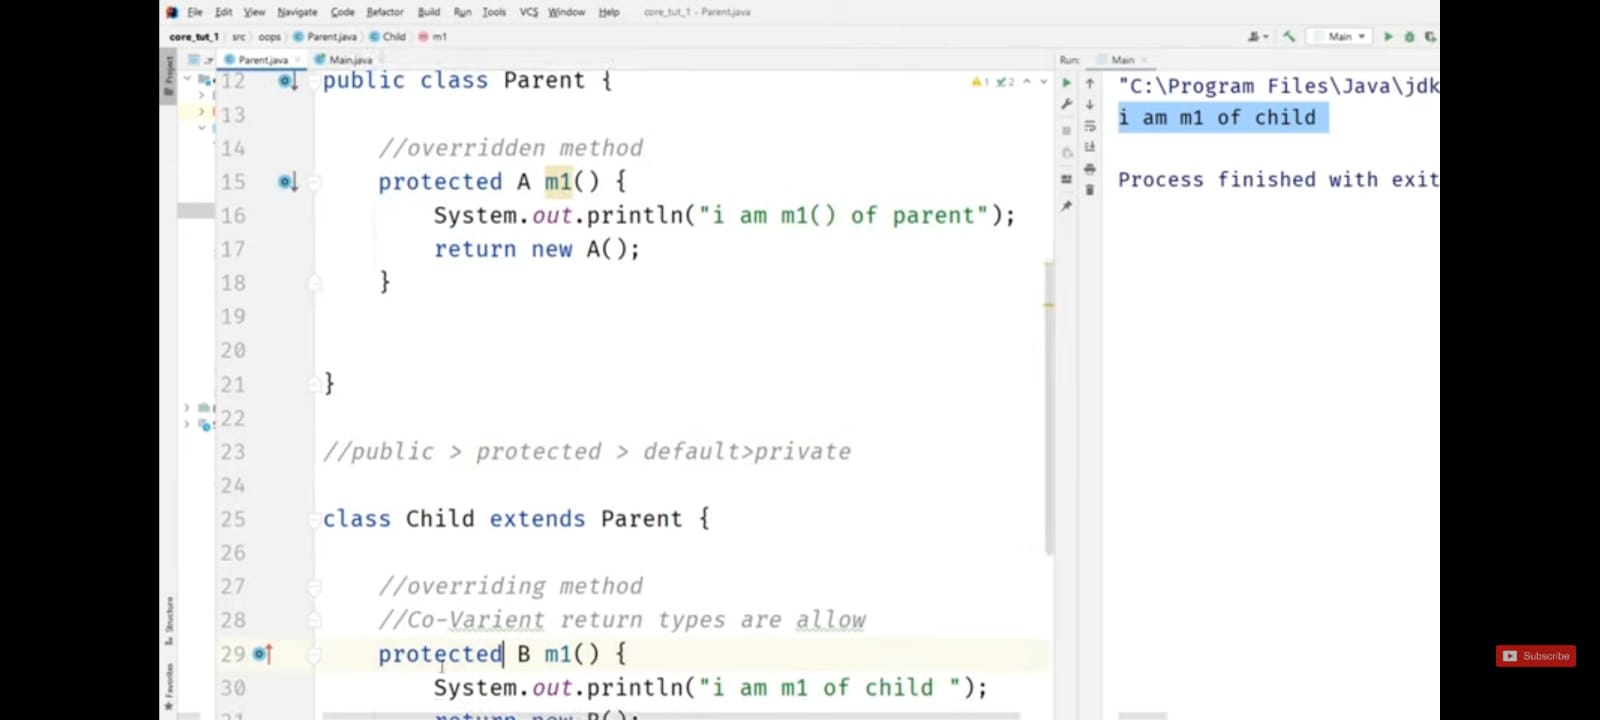 File Edit View Navigate Code Refactor Build Run Tools VCS Window Help core_tut_1 - Parent.java
core_tut_1 src oops Parent.java Child m1 Main
Project
Parent.java Main.java
Run: Main
12 public class Parent {
1 2
13
14 //overridden method
15 protected A m1() {
16 System.out.println("i am m1() of parent");
17 return new A();
18 }
19
20
21 }
22
23 //public > protected > default>private
24
25 class Child extends Parent {
26
27 //overriding method
28 //Co-Varient return types are allow
29 protected B m1() {
30 System.out.println("i am m1 of child ");
31 return new B();
Structure
Favorites
"C:\Program Files\Java\jdk
i am m1 of child
Process finished with exit
Subscribe